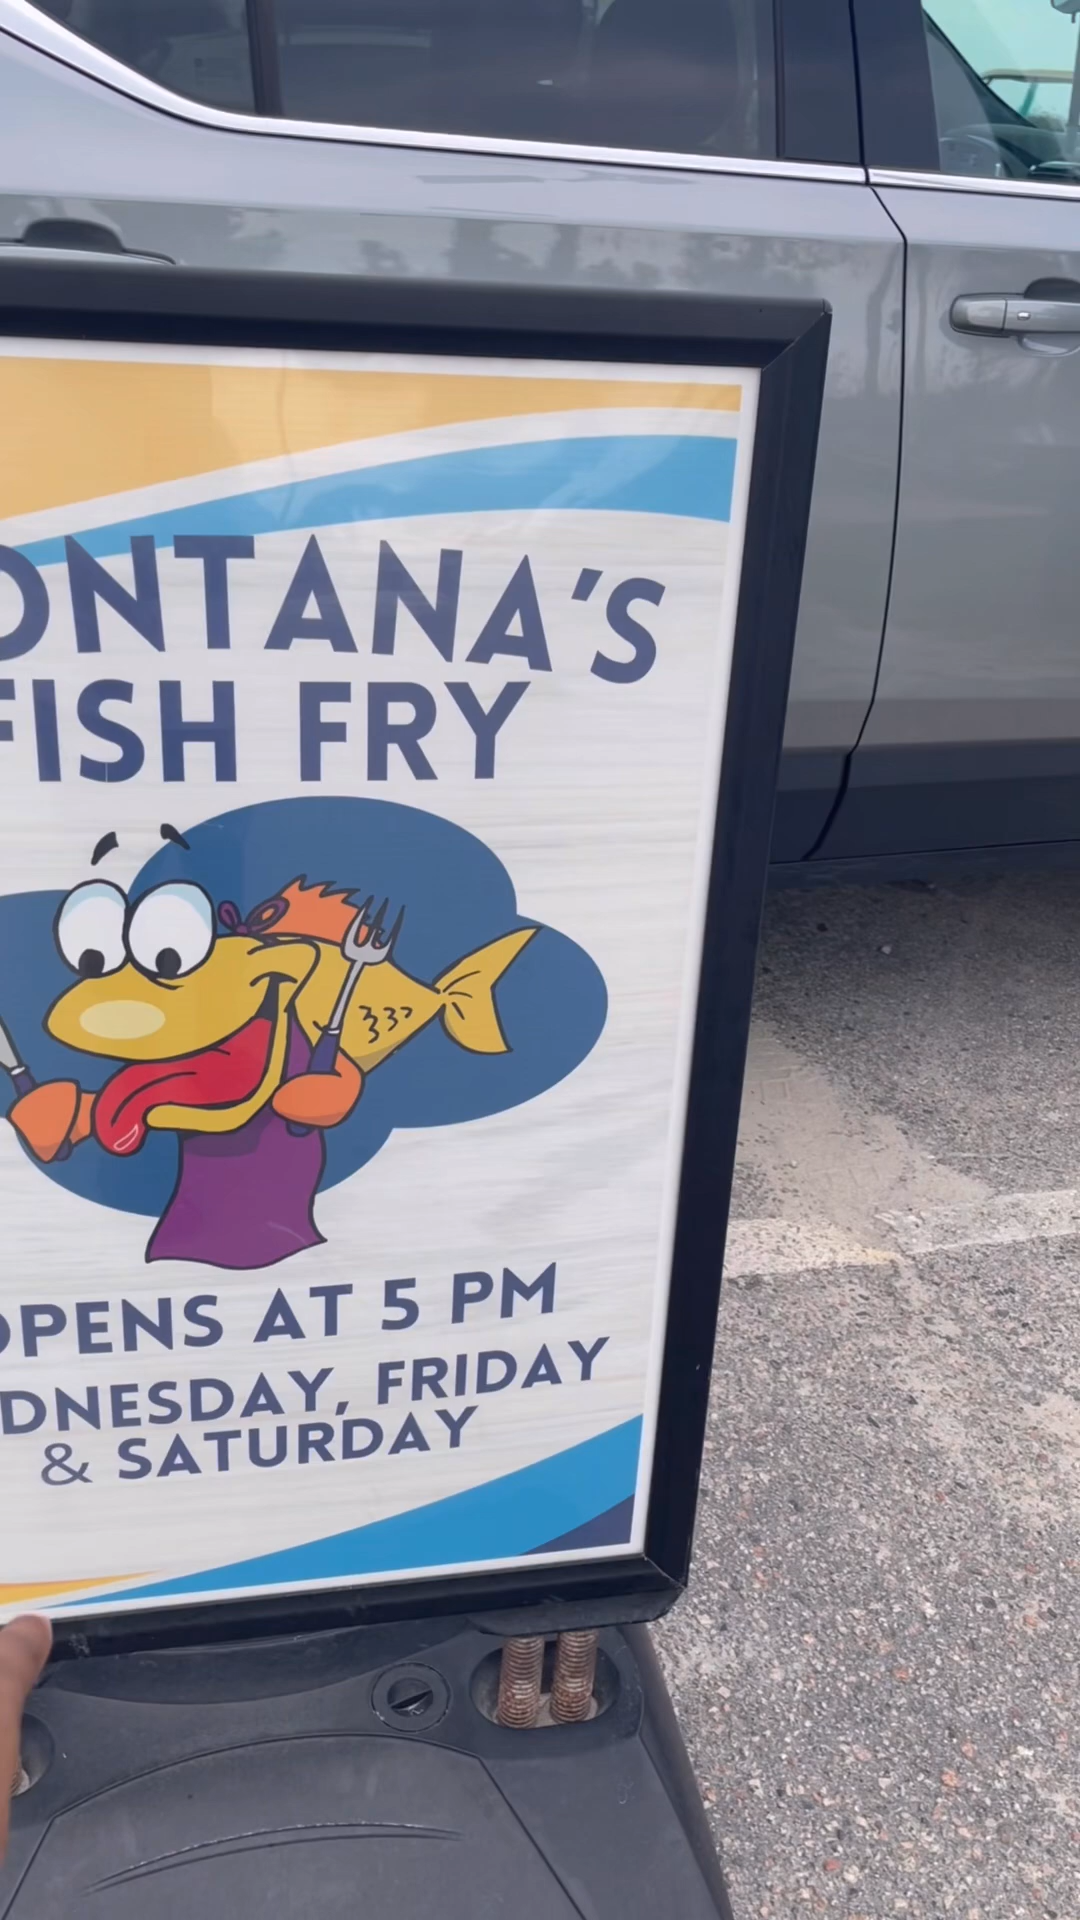 ONTANA'S
FISH FRY
OPENS AT 5 PM
DNESDAY, FRIDAY
& SATURDAY